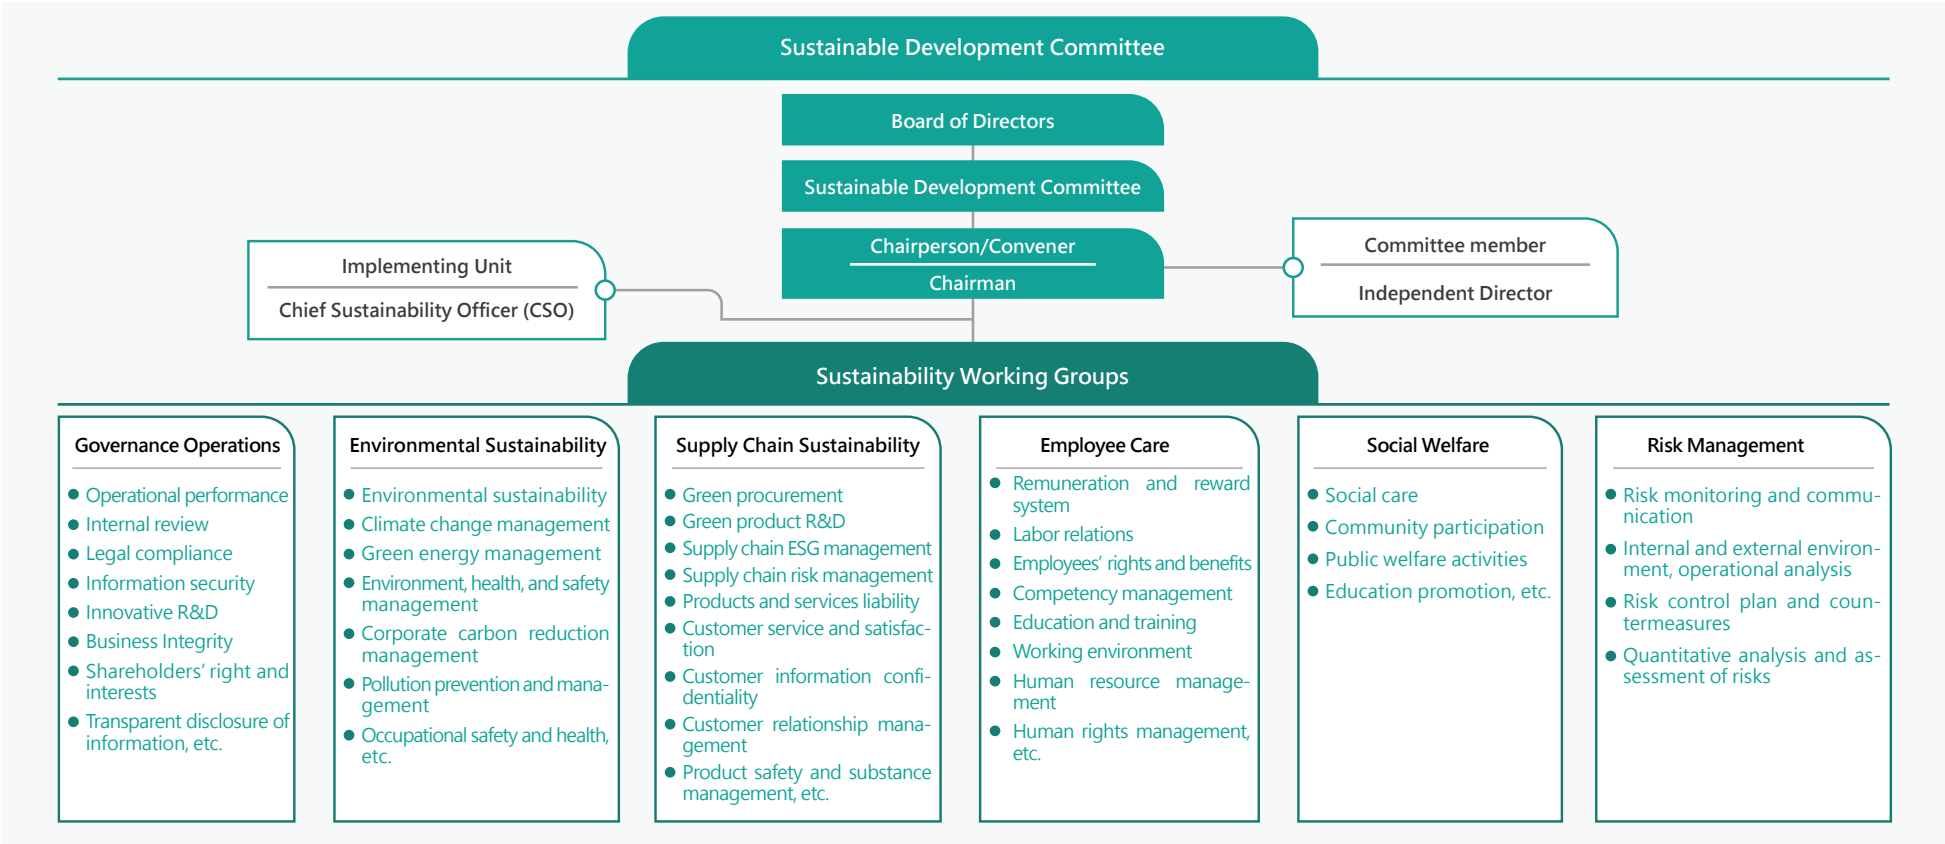 Sustainable Development Committee
Board of Directors
Sustainable Development Committee
Chairperson/Convener
Chairman
Committee member
Independent Director
Implementing Unit
Chief Sustainability Officer (CSO)
Sustainability Working Groups
Governance Operations
Operational performance
Internal review
Legal compliance
Information security
Innovative R&D
Business Integrity
Shareholders’ right and
interests
Transparent disclosure of
information, etc.
Environmental Sustainability
Environmental sustainability
Climate change management
Green energy management
Environment, health, and safety
management
Corporate carbon reduction
management
Pollution prevention and mana-
gement
Occupational safety and health,
etc.
Supply Chain Sustainability
Green procurement
Green product R&D
Supply chain ESG management
Supply chain risk management
Products and services liability
Customer service and satisfac-
tion
Customer information confi-
dentiality
Customer relationship mana-
gement
Product safety and substance
management, etc.
Employee Care
Remuneration and reward
system
Labor relations
Employees’ rights and benefits
Competency management
Education and training
Working environment
Human resource manage-
ment
Human rights management,
etc.
Social Welfare
Social care
Community participation
Public welfare activities
Education promotion, etc.
Risk Management
Risk monitoring and commu-
nication
Internal and external environ-
ment, operational analysis
Risk control plan and coun-
termeasures
Quantitative analysis and as-
sessment of risks